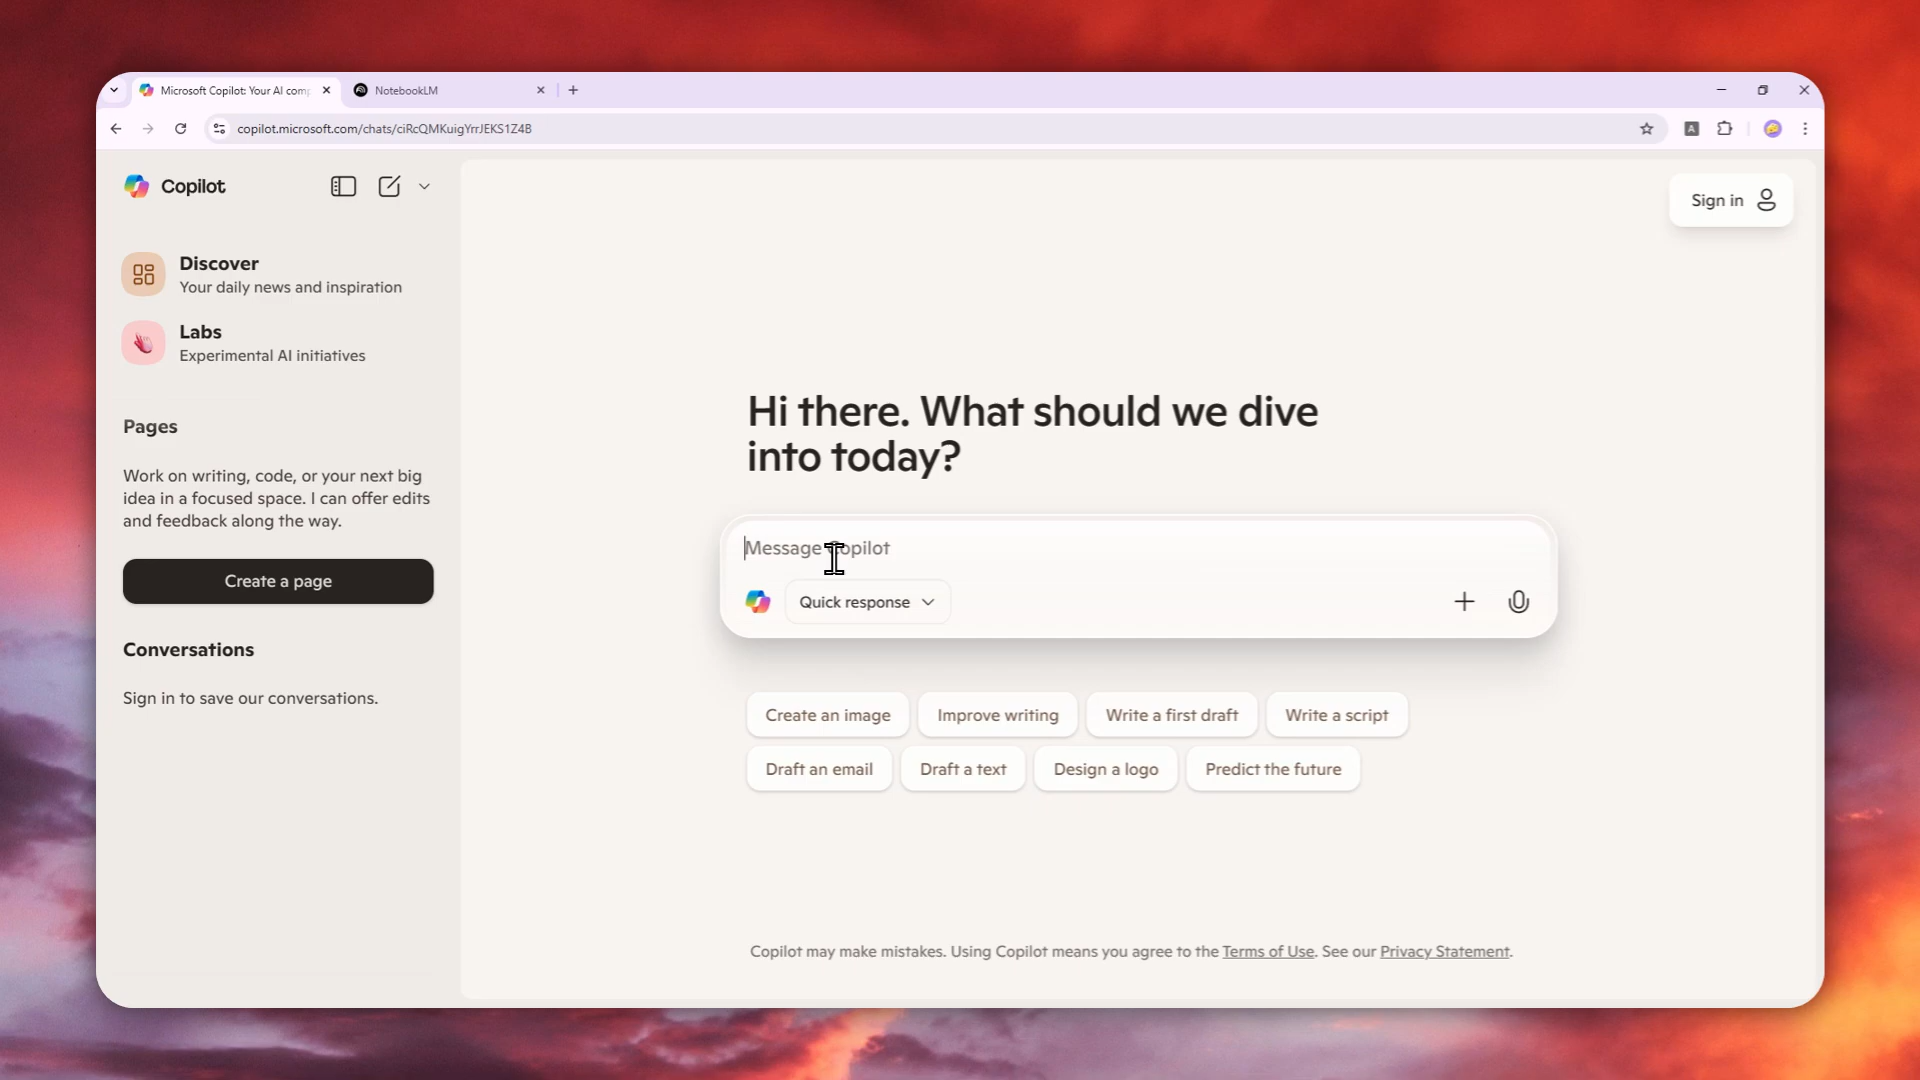 Microsoft Copilot: Your AI comp
NotebookLM
copilot.microsoft.com/chats/ciRcQMKuigYrrJEKS1Z4B
A
Copilot
Sign in
Discover
Your daily news and inspiration
Labs
Experimental AI initiatives
Pages
Work on writing, code, or your next big
idea in a focused space. I can offer edits
and feedback along the way.
Create a page
Conversations
Sign in to save our conversations.
Hi there. What should we dive
into today?
Message Copilot
Quick response
Create an image
Improve writing
Write a first draft
Write a script
Draft an email
Draft a text
Design a logo
Predict the future
Copilot may make mistakes. Using Copilot means you agree to the Terms of Use. See our Privacy Statement.